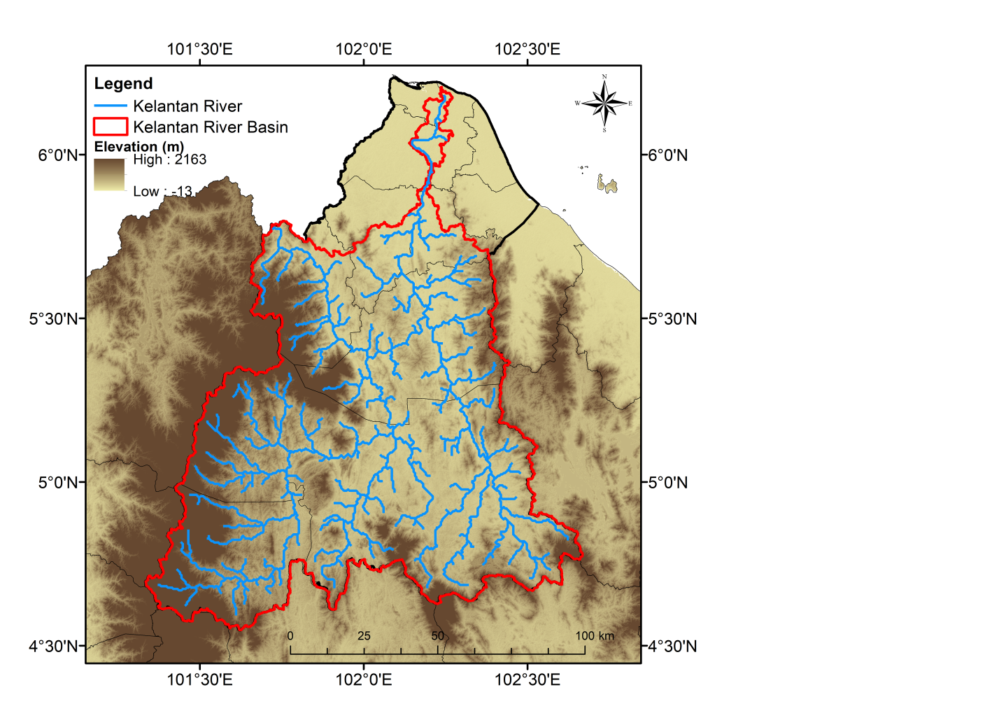 101°30'E 102°0'E 102°30'E
Legend
Kelantan River
Kelantan River Basin
Elevation (m)
High : 2163
Low : -13
N
W E
S
6°0'N 6°0'N
5°30'N 5°30'N
5°0'N 5°0'N
4°30'N 4°30'N
0 25 50 100 km
101°30'E 102°0'E 102°30'E